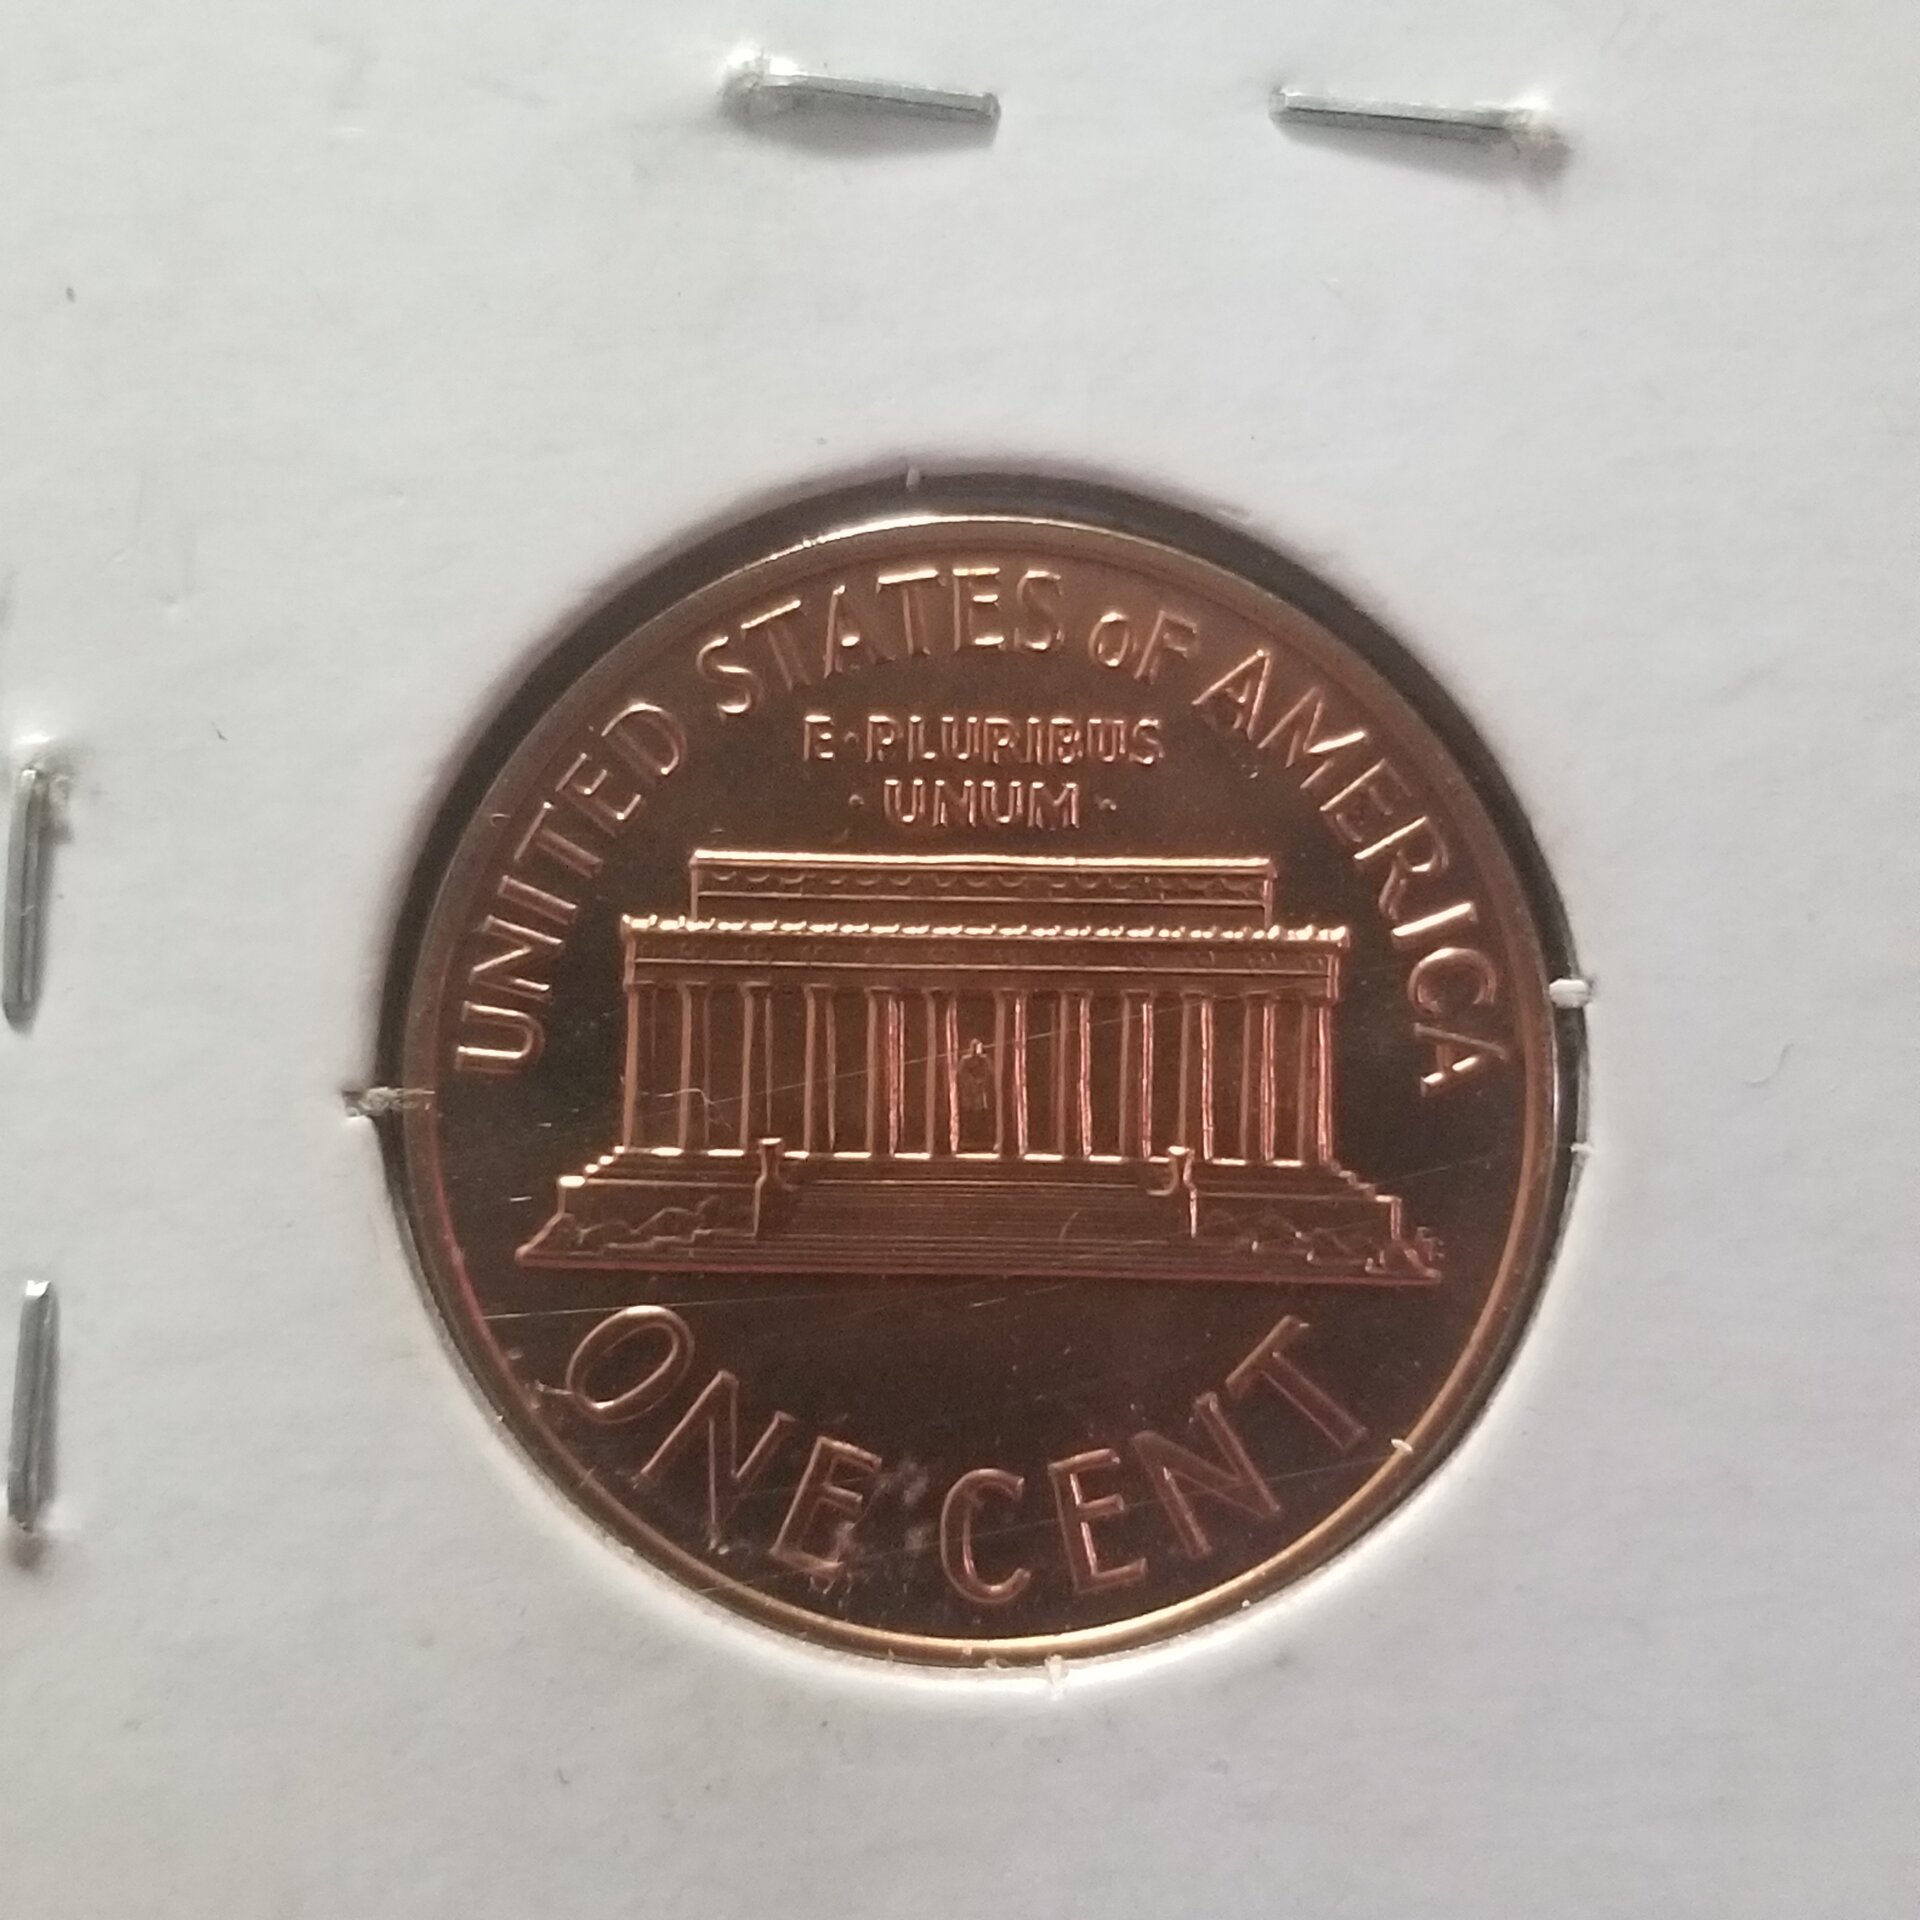 UNITED STATES OF AMERICA
E·PLURIBUS
·UNUM·
ONE CENT